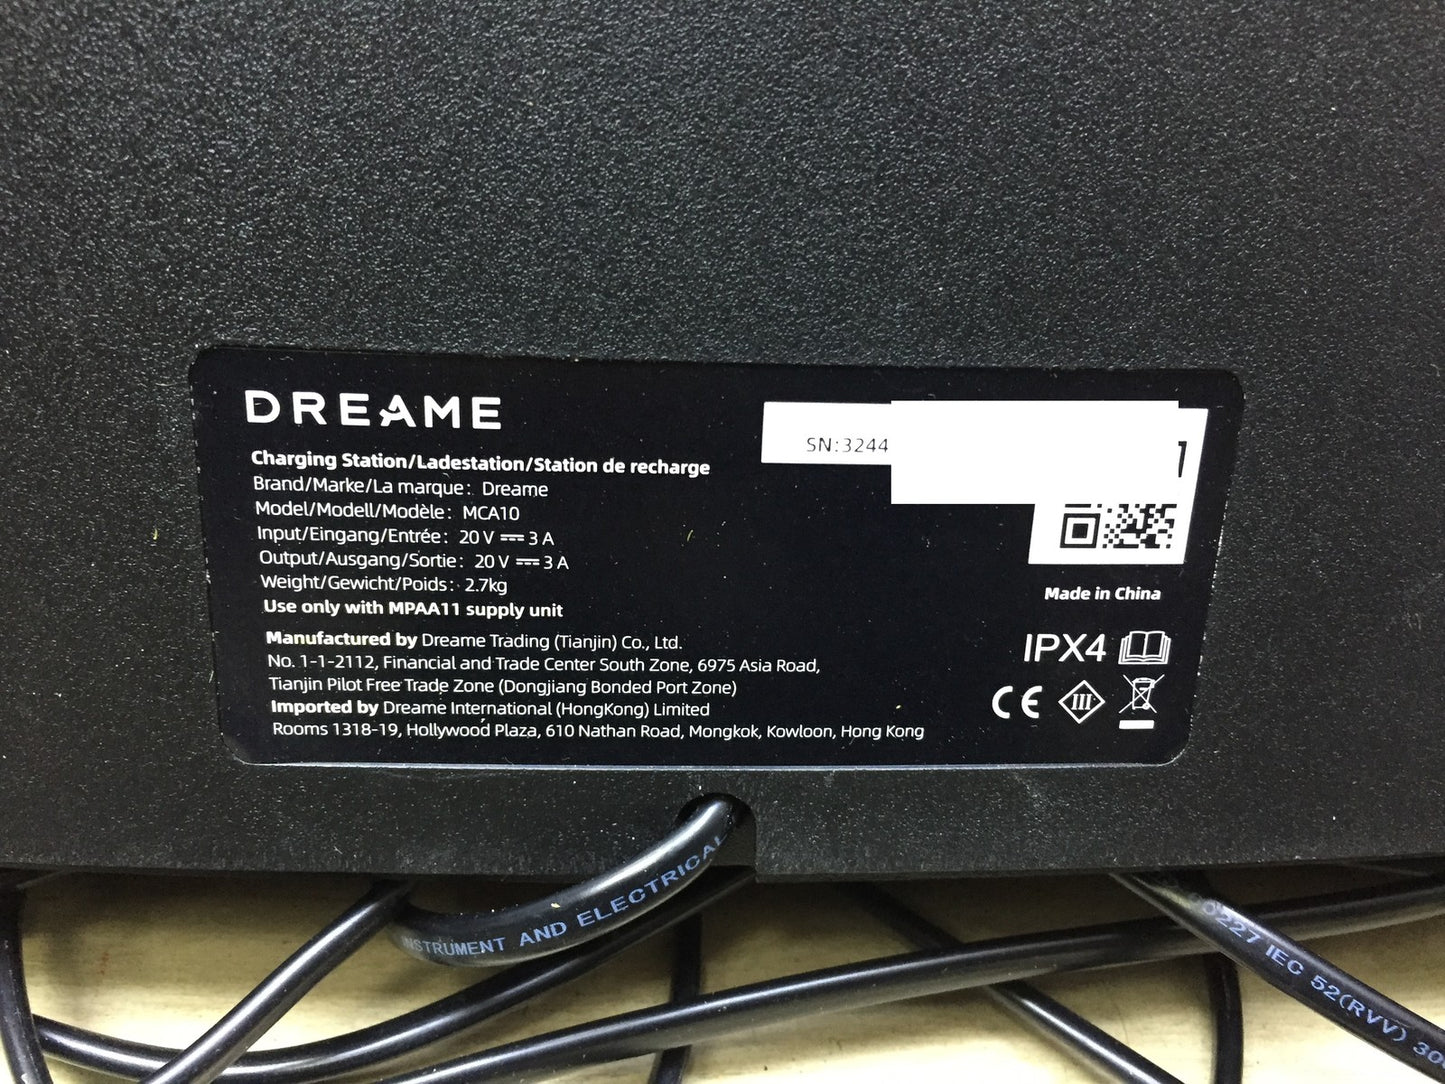 DREAME
SN:3244
1
Charging Station/Ladestation/Station de recharge
Brand/Marke/La marque: Dreame
Model/Modell/Modèle: MCA10
Input/Eingang/Entrée: 20 V ⎓ 3 A
Output/Ausgang/Sortie: 20 V ⎓ 3 A
Weight/Gewicht/Poids: 2.7kg
Use only with MPAA11 supply unit
Made in China
Manufactured by Dreame Trading (Tianjin) Co., Ltd.
No. 1-1-2112, Financial and Trade Center South Zone, 6975 Asia Road,
Tianjin Pilot Free Trade Zone (Dongjiang Bonded Port Zone)
Imported by Dreame International (HongKong) Limited
Rooms 1318-19, Hollywood Plaza, 610 Nathan Road, Mongkok, Kowloon, Hong Kong
IPX4
CE III
INSTRUMENT AND ELECTRICAL
60227 IEC 52(RVV) 300